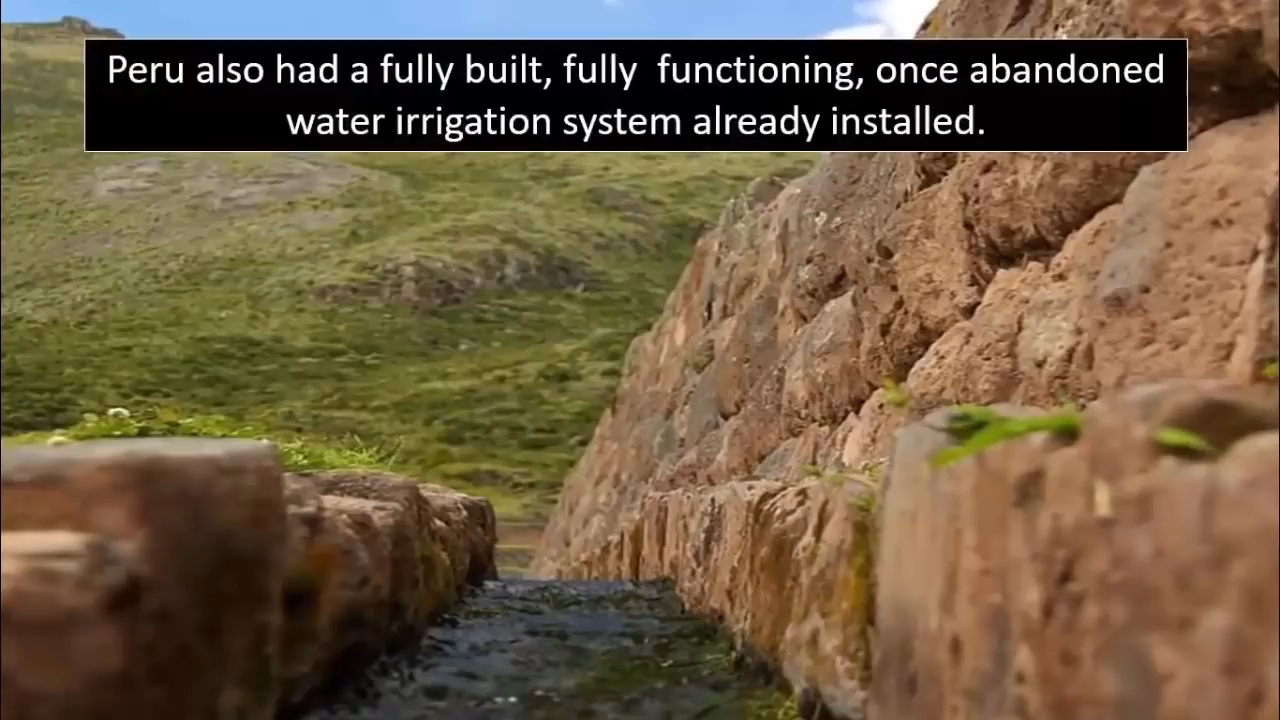 Peru also had a fully built, fully  functioning, once abandoned
water irrigation system already installed.